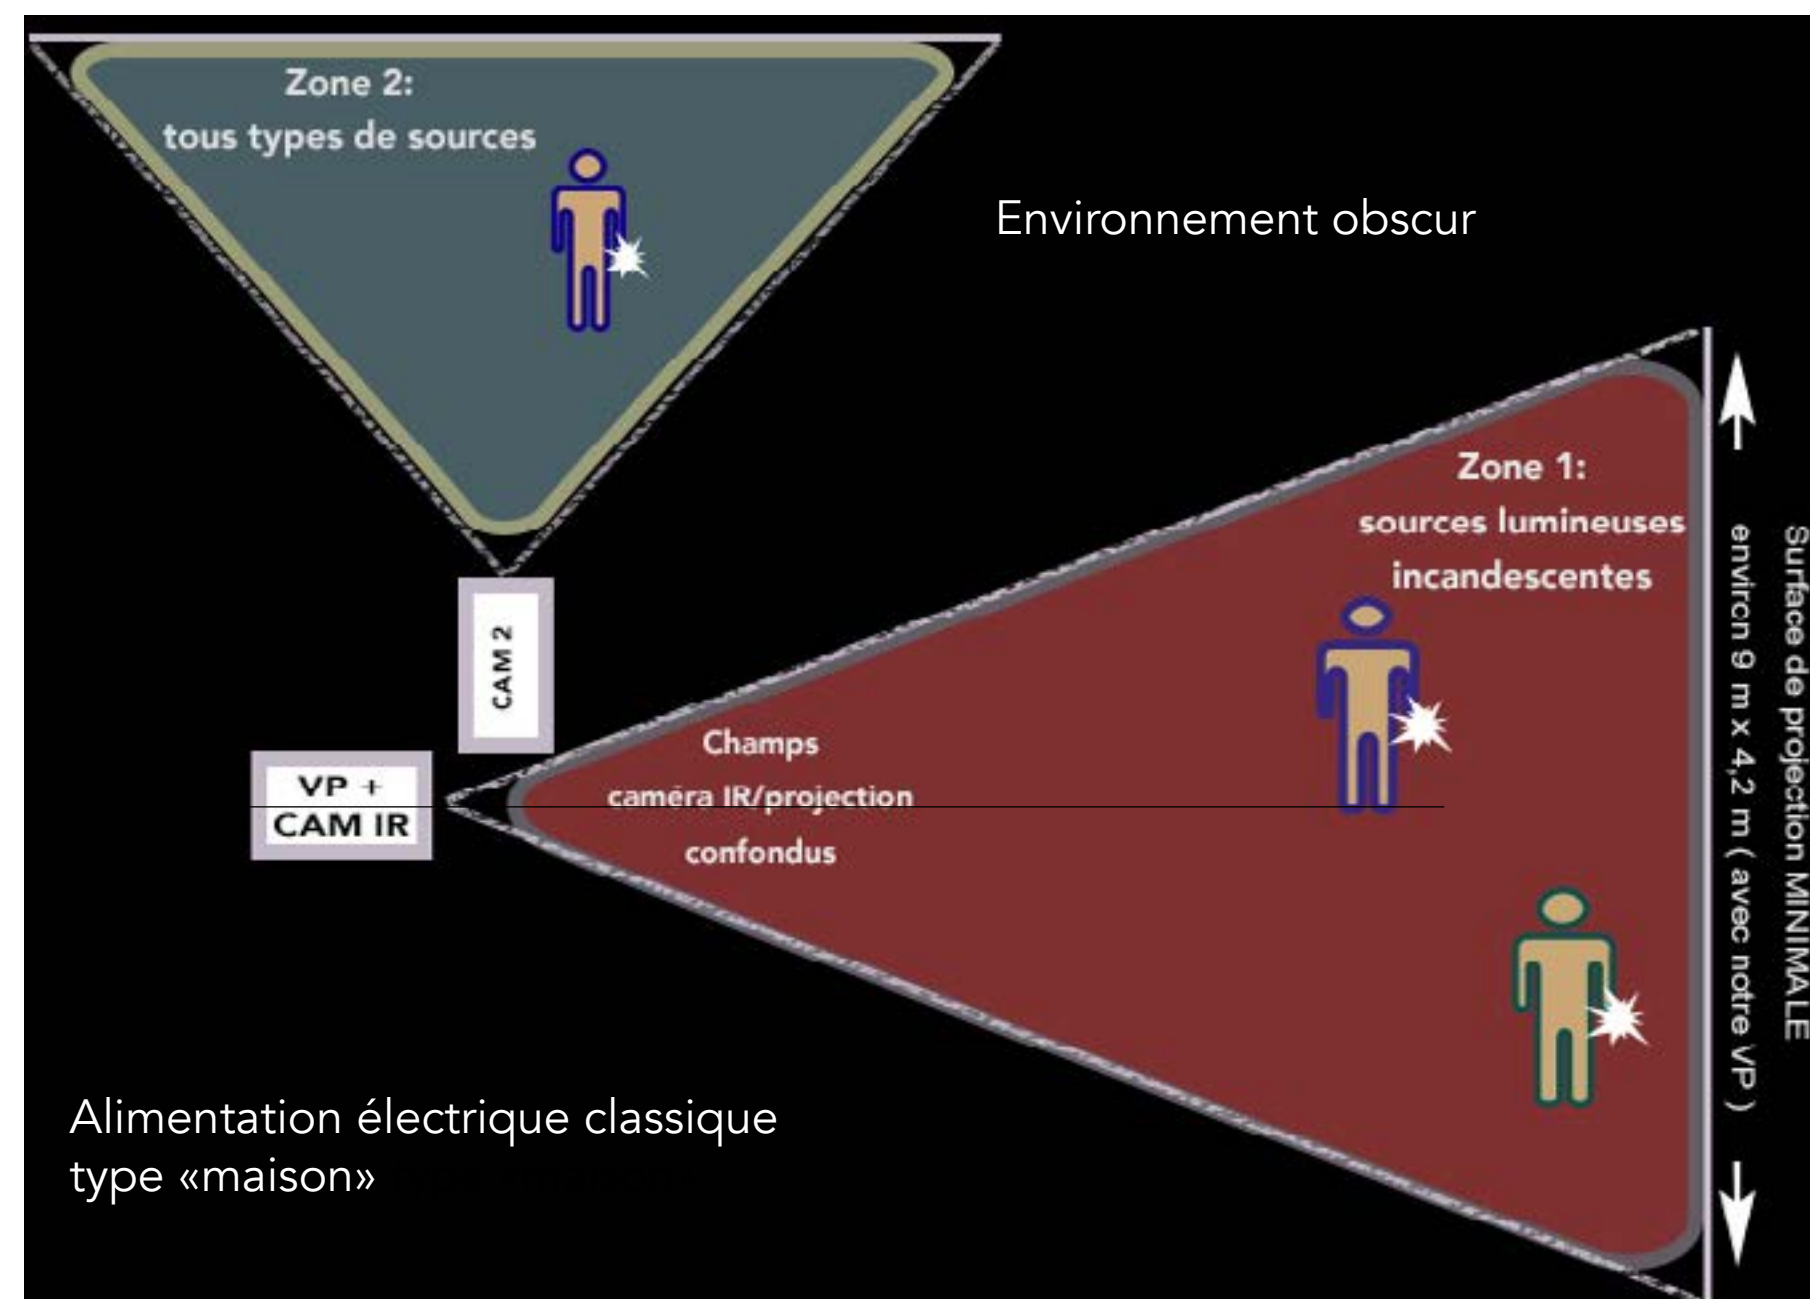 Zone 2:
tous types de sources
Environnement obscur
Zone 1:
sources lumineuses
incandescentes
CAM 2
Champs
caméra IR/projection
confondus
VP +
CAM IR
Surface de projection MINIMALE
environ 9 m x 4,2 m ( avec notre VP )
Alimentation électrique classique
type «maison»